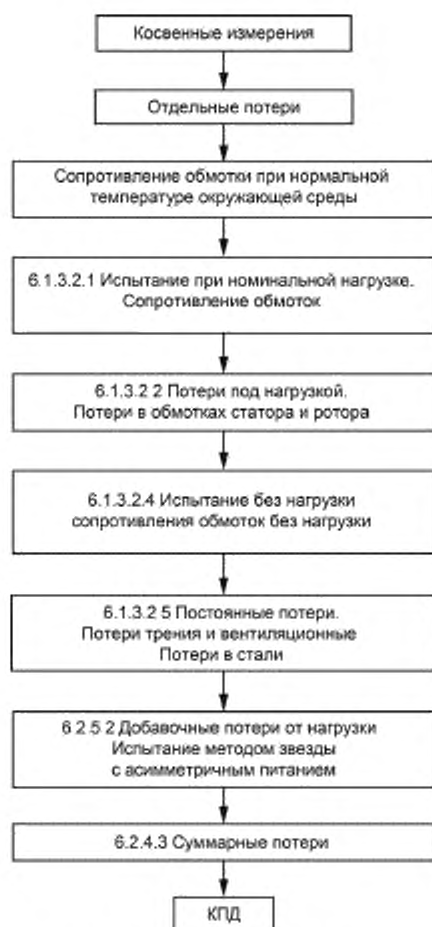 Косвенные измерения
Отдельные потери
Сопротивление обмотки при нормальной
температуре окружающей среды
6.1.3.2.1 Испытание при номинальной нагрузке.
Сопротивление обмоток
6.1.3.2 2 Потери под нагрузкой.
Потери в обмотках статора и ротора
6.1.3.2.4 Испытание без нагрузки
сопротивления обмоток без нагрузки
6.1.3.2 5 Постоянные потери.
Потери трения и вентиляционные
Потери в стали
6 2 5 2 Добавочные потери от нагрузки
Испытание методом звезды
с асимметричным питанием
6.2.4.3 Суммарные потери
КПД